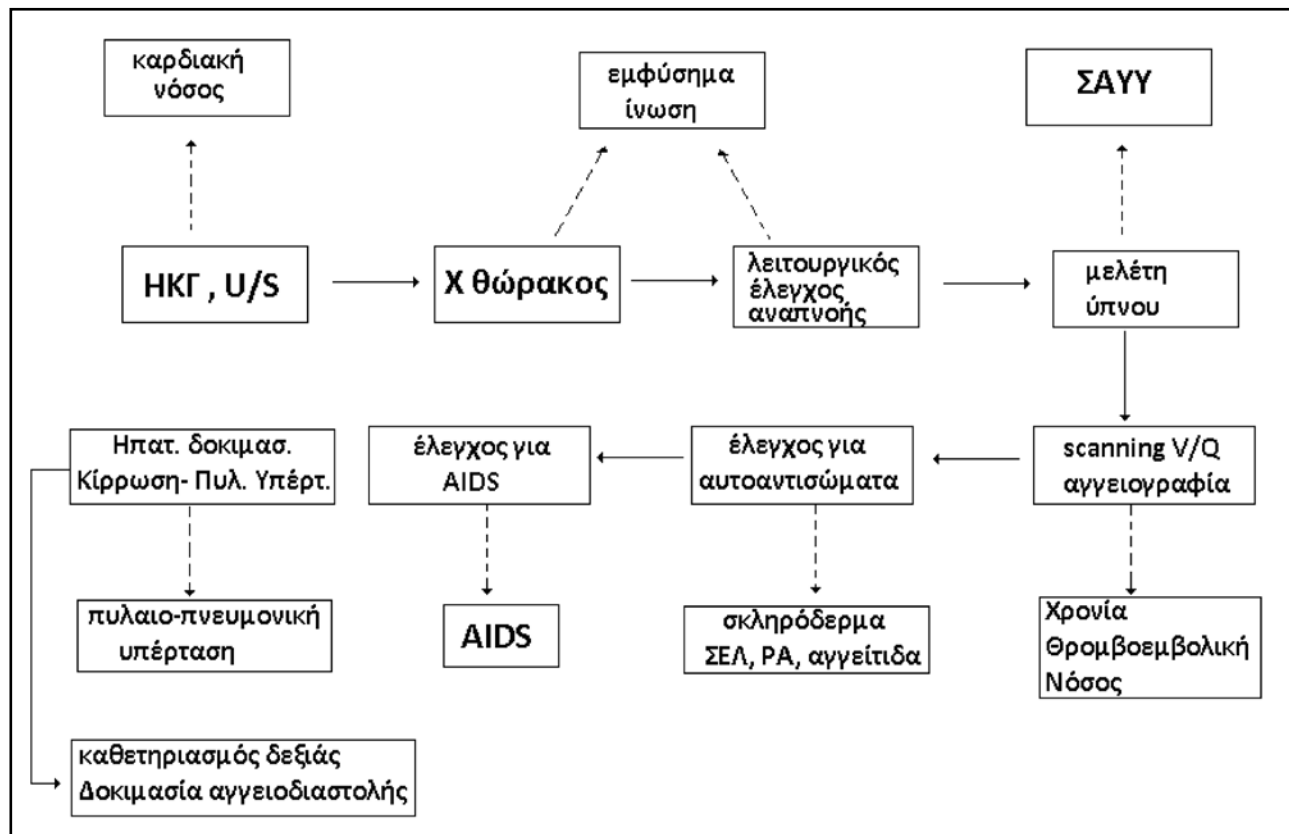 καρδιακή
νόσος
εμφύσημα
ίνωση
ΣΑΥΥ
ΗΚΓ , U/S
Χ θώρακος
λειτουργικός
έλεγχος
αναπνοής
μελέτη
ύπνου
Ηπατ. δοκιμασ.
Κίρρωση- Πυλ. Υπέρτ.
έλεγχος για
AIDS
έλεγχος για
αυτοαντισώματα
scanning V/Q
αγγειογραφία
πυλαιο-πνευμονική
υπέρταση
AIDS
σκληρόδερμα
ΣΕΛ, ΡΑ, αγγείτιδα
Χρονία
Θρομβοεμβολική
Νόσος
καθετηριασμός δεξιάς
Δοκιμασία αγγειοδιαστολής